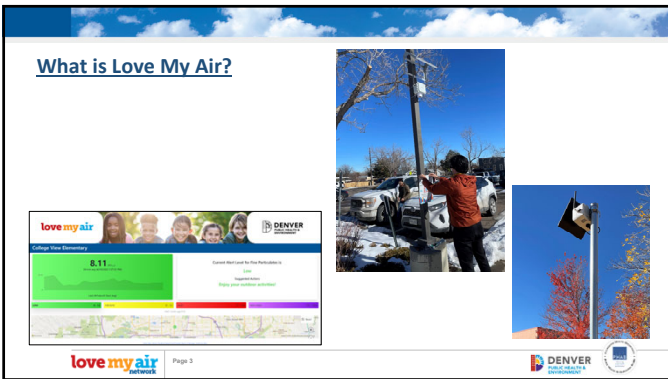 What is Love My Air?
love my air
DENVER
PUBLIC HEALTH &
ENVIRONMENT
College View Elementary
8.11
Current Alert Level for Fine Particulates is
Low
Suggested Action:
Enjoy your outdoor activities!
love my air
network
Page 3
DENVER
PUBLIC HEALTH &
ENVIRONMENT
PHAB